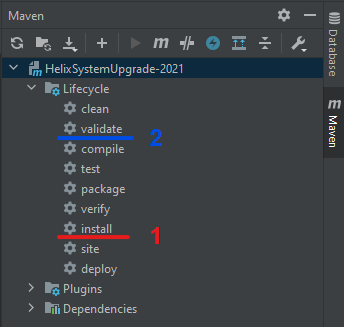 Maven
HelixSystemUpgrade-2021
Lifecycle
clean
validate
2
compile
test
package
verify
install
1
site
deploy
Plugins
Dependencies
Database
m Maven